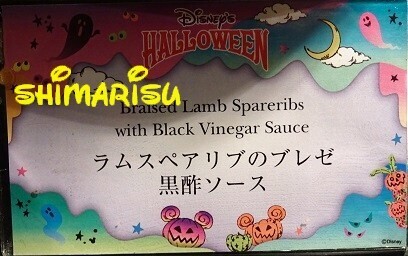 Disney's
HALLOWEEN
SHIMARISU
Braised Lamb Spareribs
with Black Vinegar Sauce
ラムスペアリブのブレゼ
黒酢ソース
©Disney